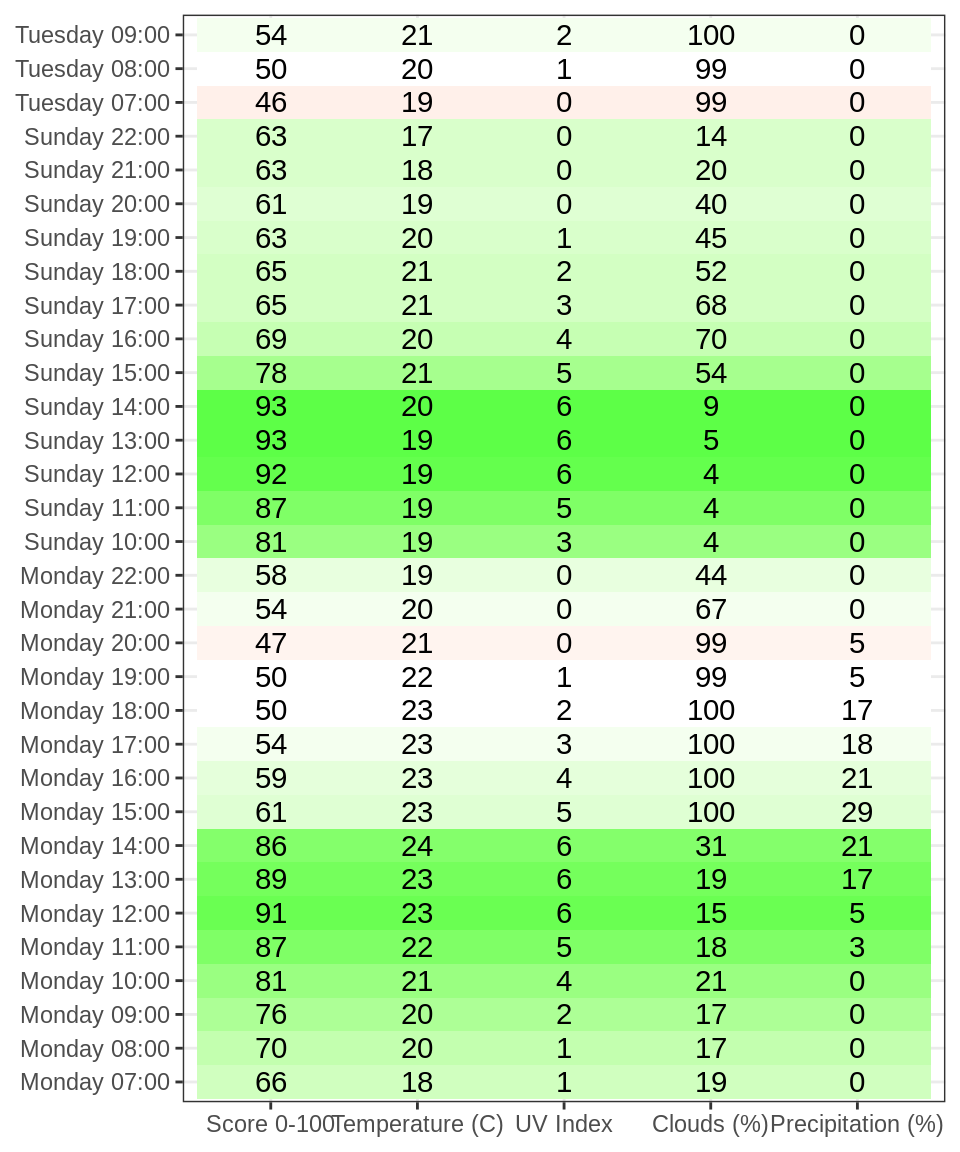 Tuesday 09:00 54 21 2 100 0
Tuesday 08:00 50 20 1 99 0
Tuesday 07:00 46 19 0 99 0
Sunday 22:00 63 17 0 14 0
Sunday 21:00 63 18 0 20 0
Sunday 20:00 61 19 0 40 0
Sunday 19:00 63 20 1 45 0
Sunday 18:00 65 21 2 52 0
Sunday 17:00 65 21 3 68 0
Sunday 16:00 69 20 4 70 0
Sunday 15:00 78 21 5 54 0
Sunday 14:00 93 20 6 9 0
Sunday 13:00 93 19 6 5 0
Sunday 12:00 92 19 6 4 0
Sunday 11:00 87 19 5 4 0
Sunday 10:00 81 19 3 4 0
Monday 22:00 58 19 0 44 0
Monday 21:00 54 20 0 67 0
Monday 20:00 47 21 0 99 5
Monday 19:00 50 22 1 99 5
Monday 18:00 50 23 2 100 17
Monday 17:00 54 23 3 100 18
Monday 16:00 59 23 4 100 21
Monday 15:00 61 23 5 100 29
Monday 14:00 86 24 6 31 21
Monday 13:00 89 23 6 19 17
Monday 12:00 91 23 6 15 5
Monday 11:00 87 22 5 18 3
Monday 10:00 81 21 4 21 0
Monday 09:00 76 20 2 17 0
Monday 08:00 70 20 1 17 0
Monday 07:00 66 18 1 19 0
Score 0-100 Temperature (C) UV Index Clouds (%) Precipitation (%)